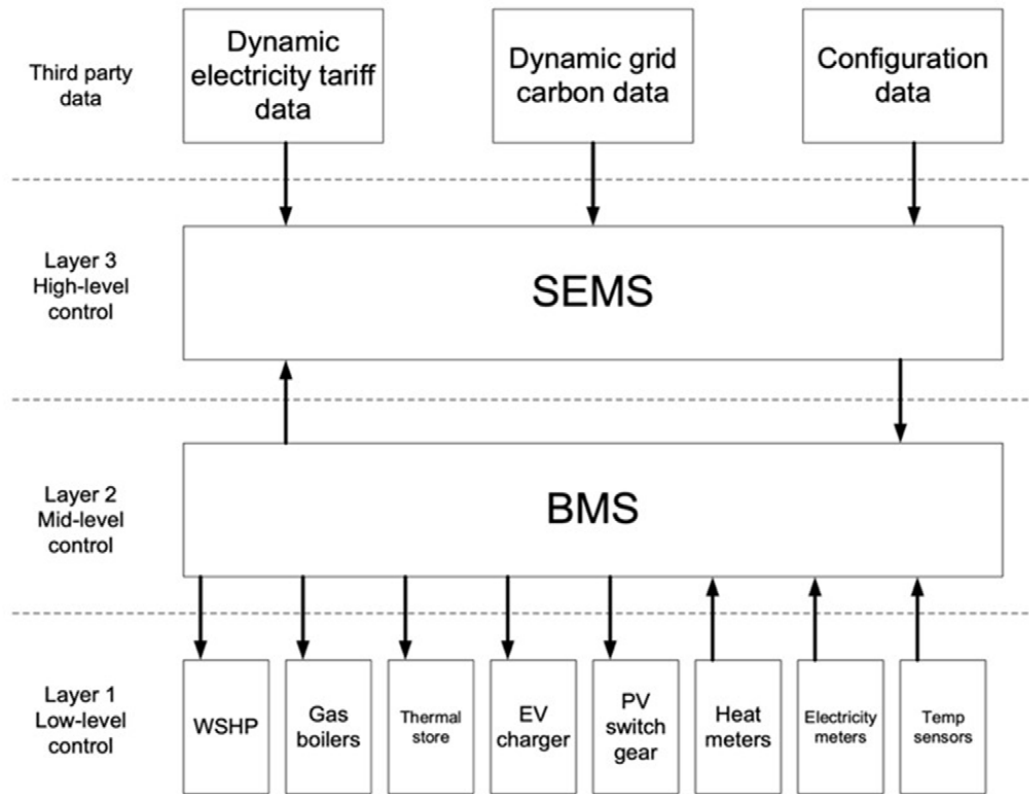 Third party
data
Dynamic
electricity tariff
data
Dynamic grid
carbon data
Configuration
data
Layer 3
High-level
control
SEMS
Layer 2
Mid-level
control
BMS
Layer 1
Low-level
control
WSHP
Gas
boilers
Thermal
store
EV
charger
PV
switch
gear
Heat
meters
Electricity
meters
Temp
sensors